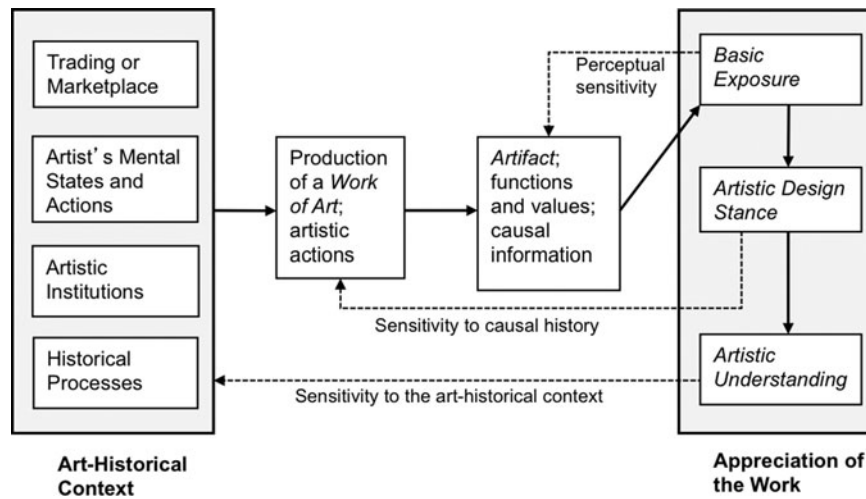 Trading or
Marketplace
Artist's Mental
States and
Actions
Artistic
Institutions
Historical
Processes
Art-Historical
Context
Production
of a Work
of Art;
artistic
actions
Artifact;
functions
and values;
causal
information
Perceptual
sensitivity
Sensitivity to causal history
Sensitivity to the art-historical context
Basic
Exposure
Artistic Design
Stance
Artistic
Understanding
Appreciation of
the Work